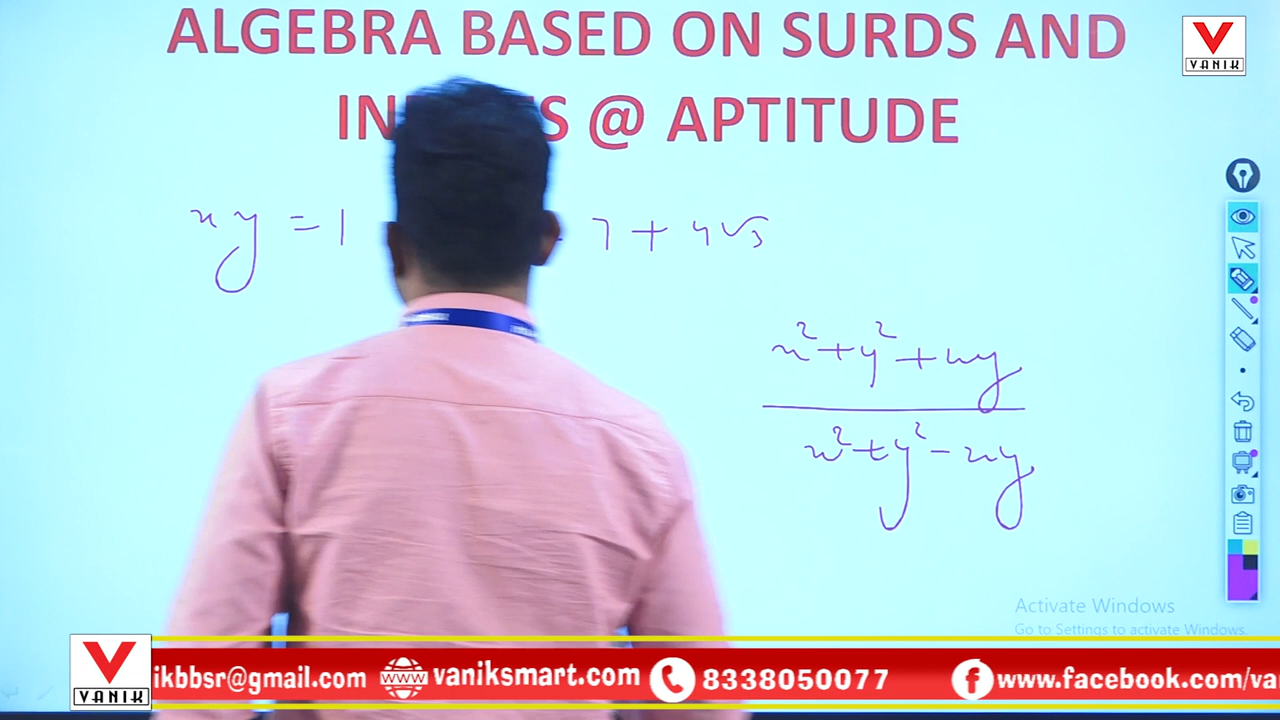 ALGEBRA BASED ON SURDS AND
@ APTITUDE
VANIK
xy = 1 7 + 4√3
x² + y² + xy
x² + y² - xy
Activate Windows
Go to Settings to activate Windows.
VANIK
ikbbsr@gmail.com vaniksmart.com 8338050077 www.facebook.com/va